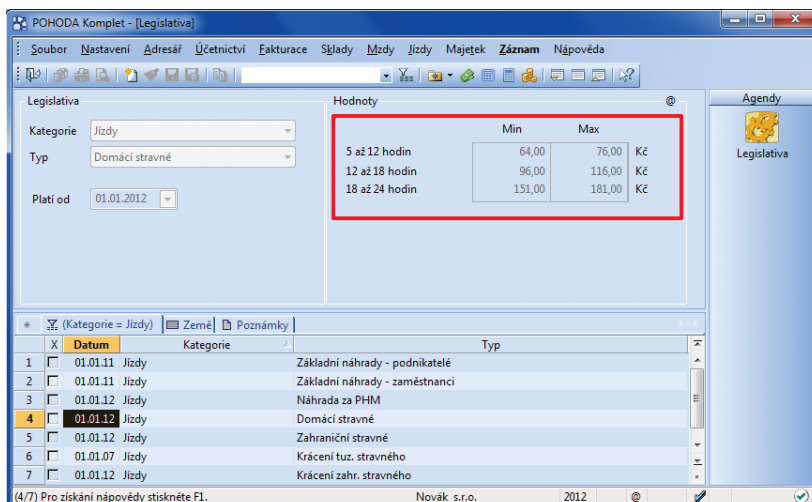 POHODA Komplet - [Legislativa]
Soubor Nastavení Adresář Účetnictví Fakturace Sklady Mzdy Jízdy Majetek Záznam Nápověda
Legislativa
Kategorie Jízdy
Typ Domácí stravné
Platí od 01.01.2012
Hodnoty @
Min Max
5 až 12 hodin 64,00 76,00 Kč
12 až 18 hodin 96,00 116,00 Kč
18 až 24 hodin 151,00 181,00 Kč
Agendy
Legislativa
* (Kategorie = Jízdy) Země Poznámky
X Datum Kategorie Typ
1 01.01.11 Jízdy Základní náhrady - podnikatelé
2 01.01.11 Jízdy Základní náhrady - zaměstnanci
3 01.01.12 Jízdy Náhrada za PHM
4 01.01.12 Jízdy Domácí stravné
5 01.01.12 Jízdy Zahraniční stravné
6 01.01.07 Jízdy Krácení tuz. stravného
7 01.01.12 Jízdy Krácení zahr. stravného
(4/7) Pro získání nápovědy stiskněte F1. Novák s.r.o. 2012 @